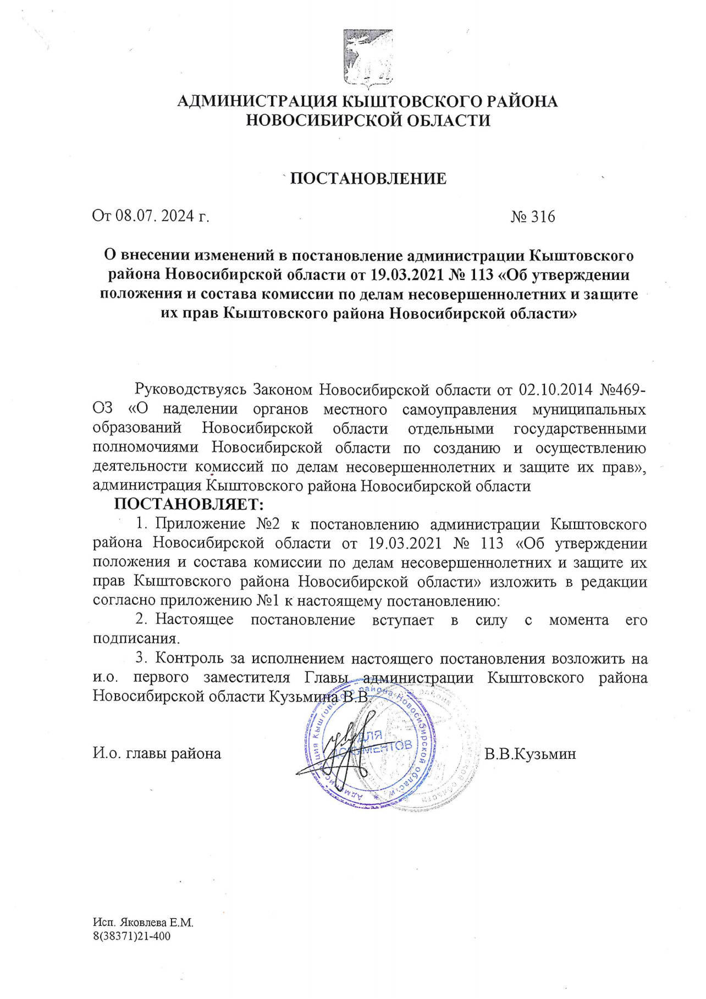 АДМИНИСТРАЦИЯ КЫШТОВСКОГО РАЙОНА
НОВОСИБИРСКОЙ ОБЛАСТИ
ПОСТАНОВЛЕНИЕ
От 08.07. 2024 г. № 316
О внесении изменений в постановление администрации Кыштовского
района Новосибирской области от 19.03.2021 № 113 «Об утверждении
положения и состава комиссии по делам несовершеннолетних и защите
их прав Кыштовского района Новосибирской области»
Руководствуясь Законом Новосибирской области от 02.10.2014 №469-
ОЗ «О наделении органов местного самоуправления муниципальных
образований Новосибирской области отдельными государственными
полномочиями Новосибирской области по созданию и осуществлению
деятельности комиссий по делам несовершеннолетних и защите их прав»,
администрация Кыштовского района Новосибирской области
ПОСТАНОВЛЯЕТ:
1. Приложение №2 к постановлению администрации Кыштовского
района Новосибирской области от 19.03.2021 № 113 «Об утверждении
положения и состава комиссии по делам несовершеннолетних и защите их
прав Кыштовского района Новосибирской области» изложить в редакции
согласно приложению №1 к настоящему постановлению:
2. Настоящее постановление вступает в силу с момента его
подписания.
3. Контроль за исполнением настоящего постановления возложить на
и.о. первого заместителя Главы администрации Кыштовского района
Новосибирской области Кузьмина В.В.
Администрация Кыштовского района Новосибирской области *
ДЛЯ
ДОКУМЕНТОВ
И.о. главы района В.В.Кузьмин
Исп. Яковлева Е.М.
8(38371)21-400